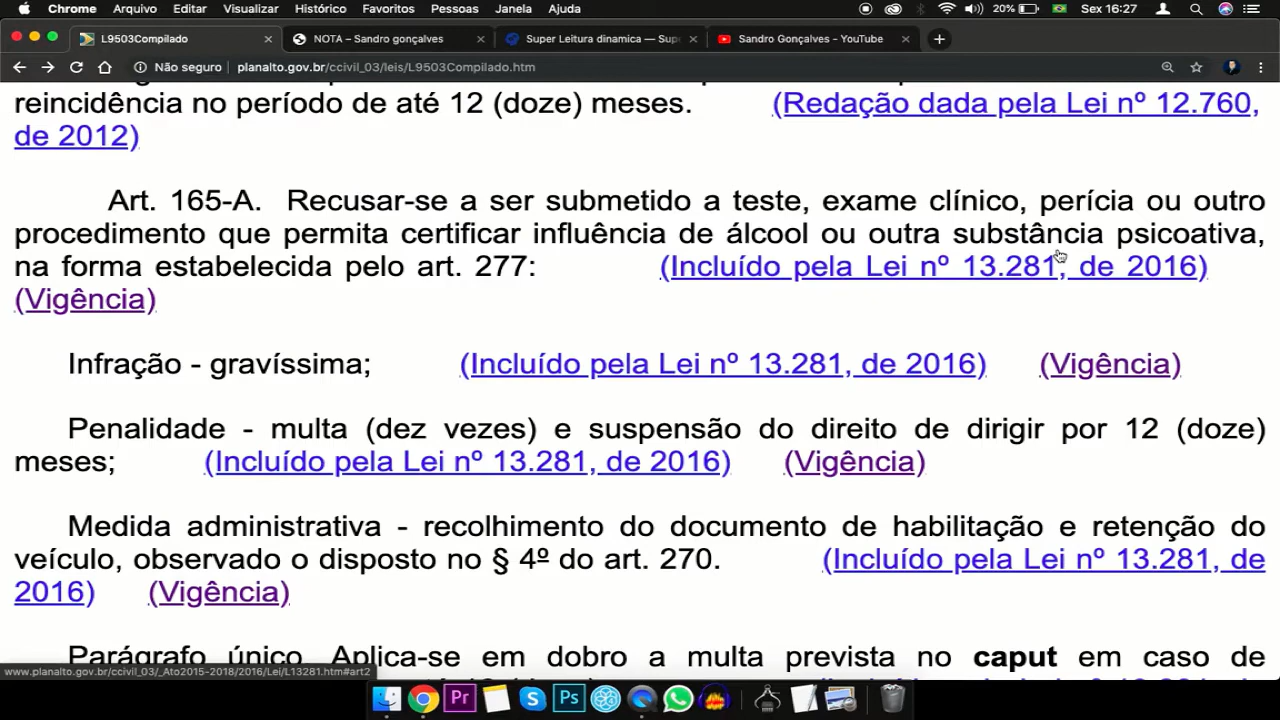 Chrome Arquivo Editar Visualizar Histórico Favoritos Pessoas Janela Ajuda 20% Sex 16:27
L9503Compilado × NOTA – Sandro gonçalves × Super Leitura dinamica — Sup × Sandro Gonçalves - YouTube × +
Não seguro | planalto.gov.br/ccivil_03/leis/L9503Compilado.htm
reincidência no período de até 12 (doze) meses. (Redação dada pela Lei nº 12.760,
de 2012)
Art. 165-A. Recusar-se a ser submetido a teste, exame clínico, perícia ou outro
procedimento que permita certificar influência de álcool ou outra substância psicoativa,
na forma estabelecida pelo art. 277: (Incluído pela Lei nº 13.281, de 2016)
(Vigência)
Infração - gravíssima; (Incluído pela Lei nº 13.281, de 2016) (Vigência)
Penalidade - multa (dez vezes) e suspensão do direito de dirigir por 12 (doze)
meses; (Incluído pela Lei nº 13.281, de 2016) (Vigência)
Medida administrativa - recolhimento do documento de habilitação e retenção do
veículo, observado o disposto no § 4º do art. 270. (Incluído pela Lei nº 13.281, de
2016) (Vigência)
Parágrafo único. Aplica-se em dobro a multa prevista no caput em caso de
www.planalto.gov.br/ccivil_03/_Ato2015-2018/2016/Lei/L13281.htm#art2
Pr Ps